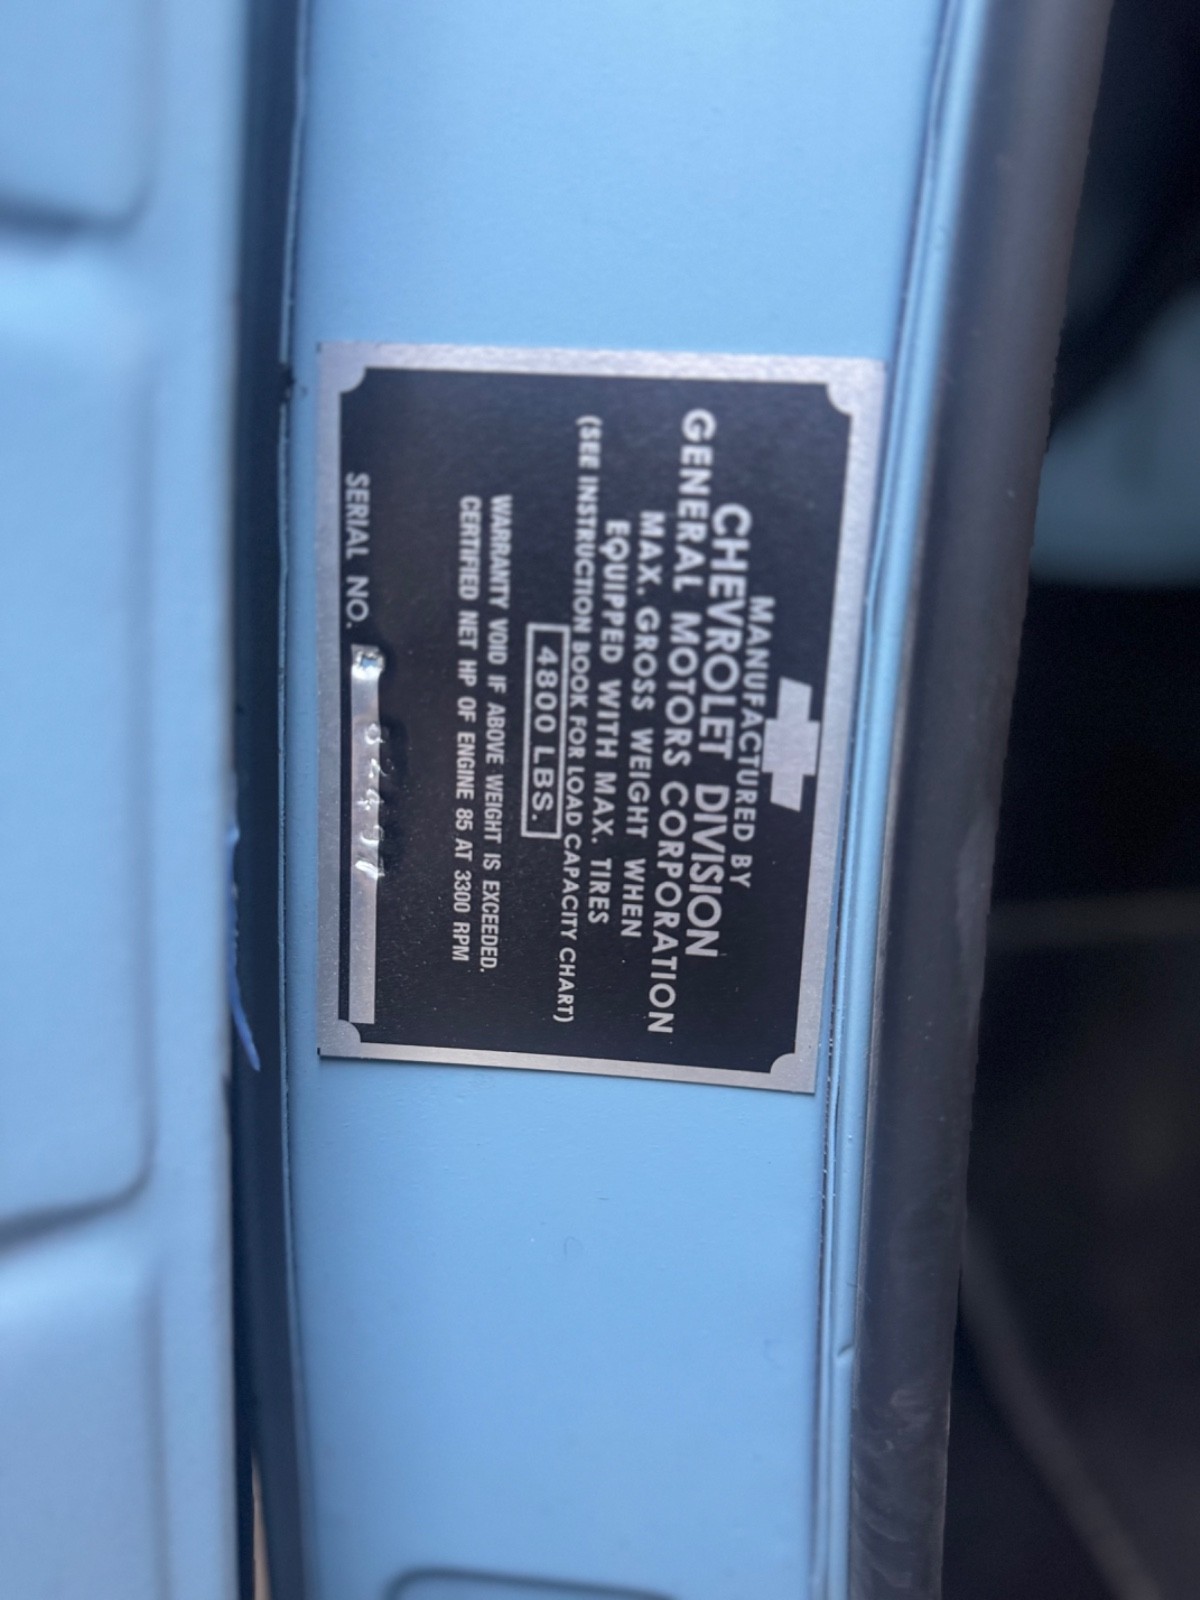 MANUFACTURED BY
CHEVROLET DIVISION
GENERAL MOTORS CORPORATION
MAX. GROSS WEIGHT WHEN
EQUIPPED WITH MAX. TIRES
(SEE INSTRUCTION BOOK FOR LOAD CAPACITY CHART)
4800 LBS.
WARRANTY VOID IF ABOVE WEIGHT IS EXCEEDED.
CERTIFIED NET HP OF ENGINE 85 AT 3300 RPM
SERIAL NO.